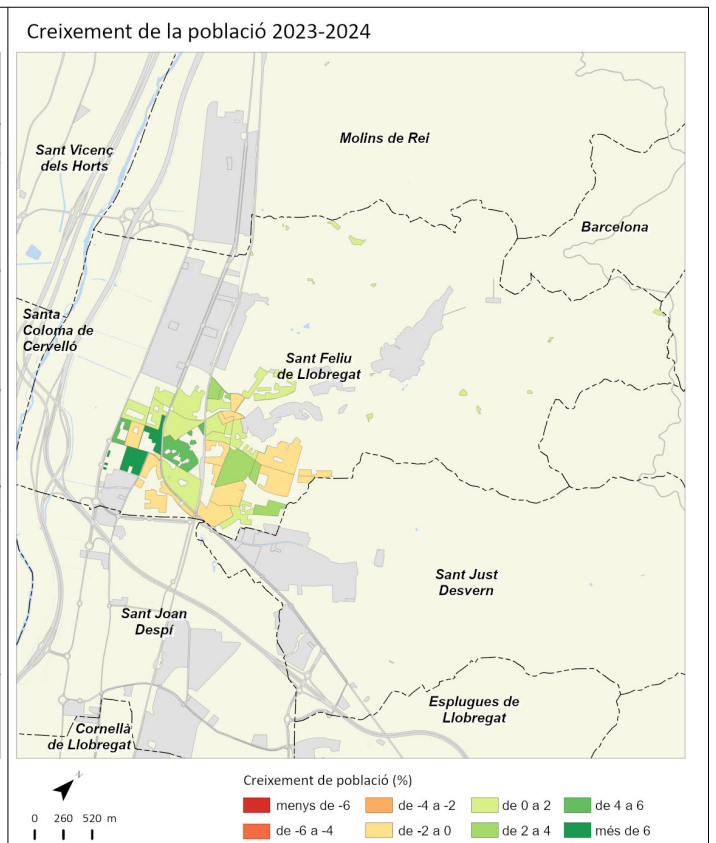 Creixement de la població 2023-2024
Molins de Rei
Sant Vicenç
dels Horts
Barcelona
Santa
Coloma de
Cervelló
Sant Feliu
de Llobregat
Sant Just
Desvern
Sant Joan
Despí
Esplugues de
Llobregat
Cornellà
de Llobregat
N
0 260 520 m
Creixement de població (%)
menys de -6
de -4 a -2
de 0 a 2
de 4 a 6
de -6 a -4
de -2 a 0
de 2 a 4
més de 6